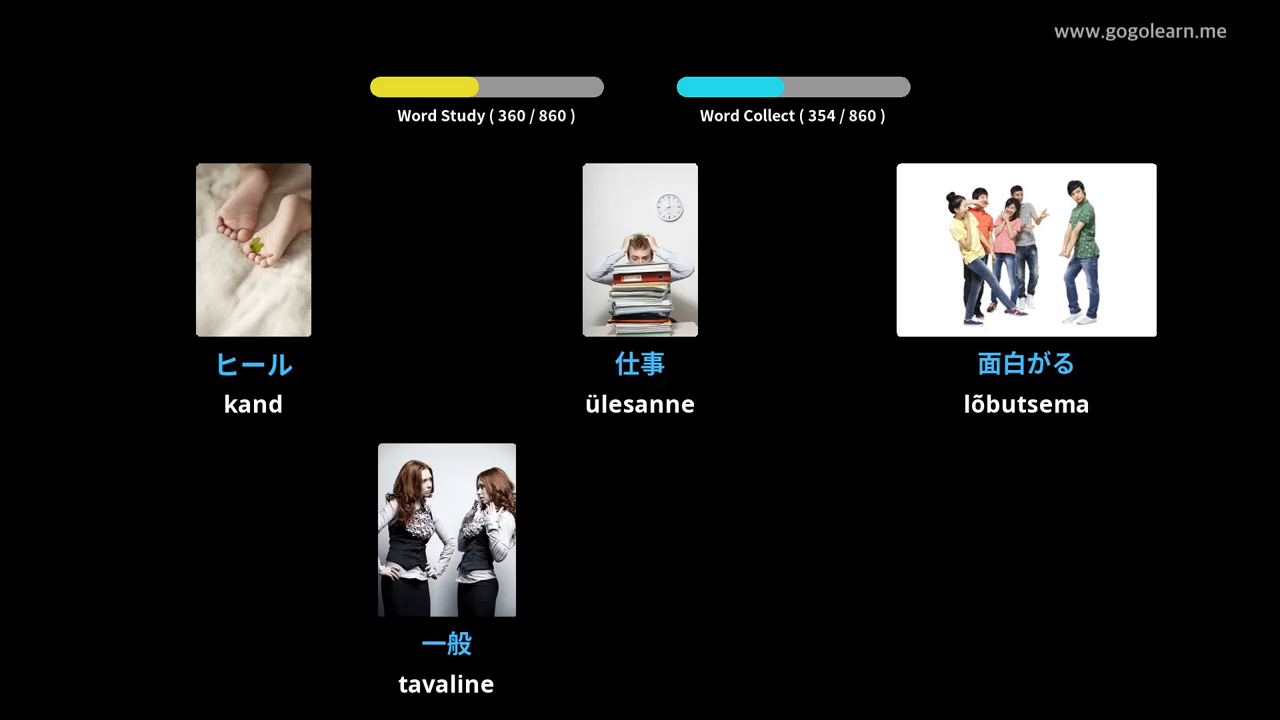 www.gogolearn.me
Word Study ( 360 / 860 )
Word Collect ( 354 / 860 )
ヒール
kand
仕事
ülesanne
面白がる
lõbutsema
一般
tavaline